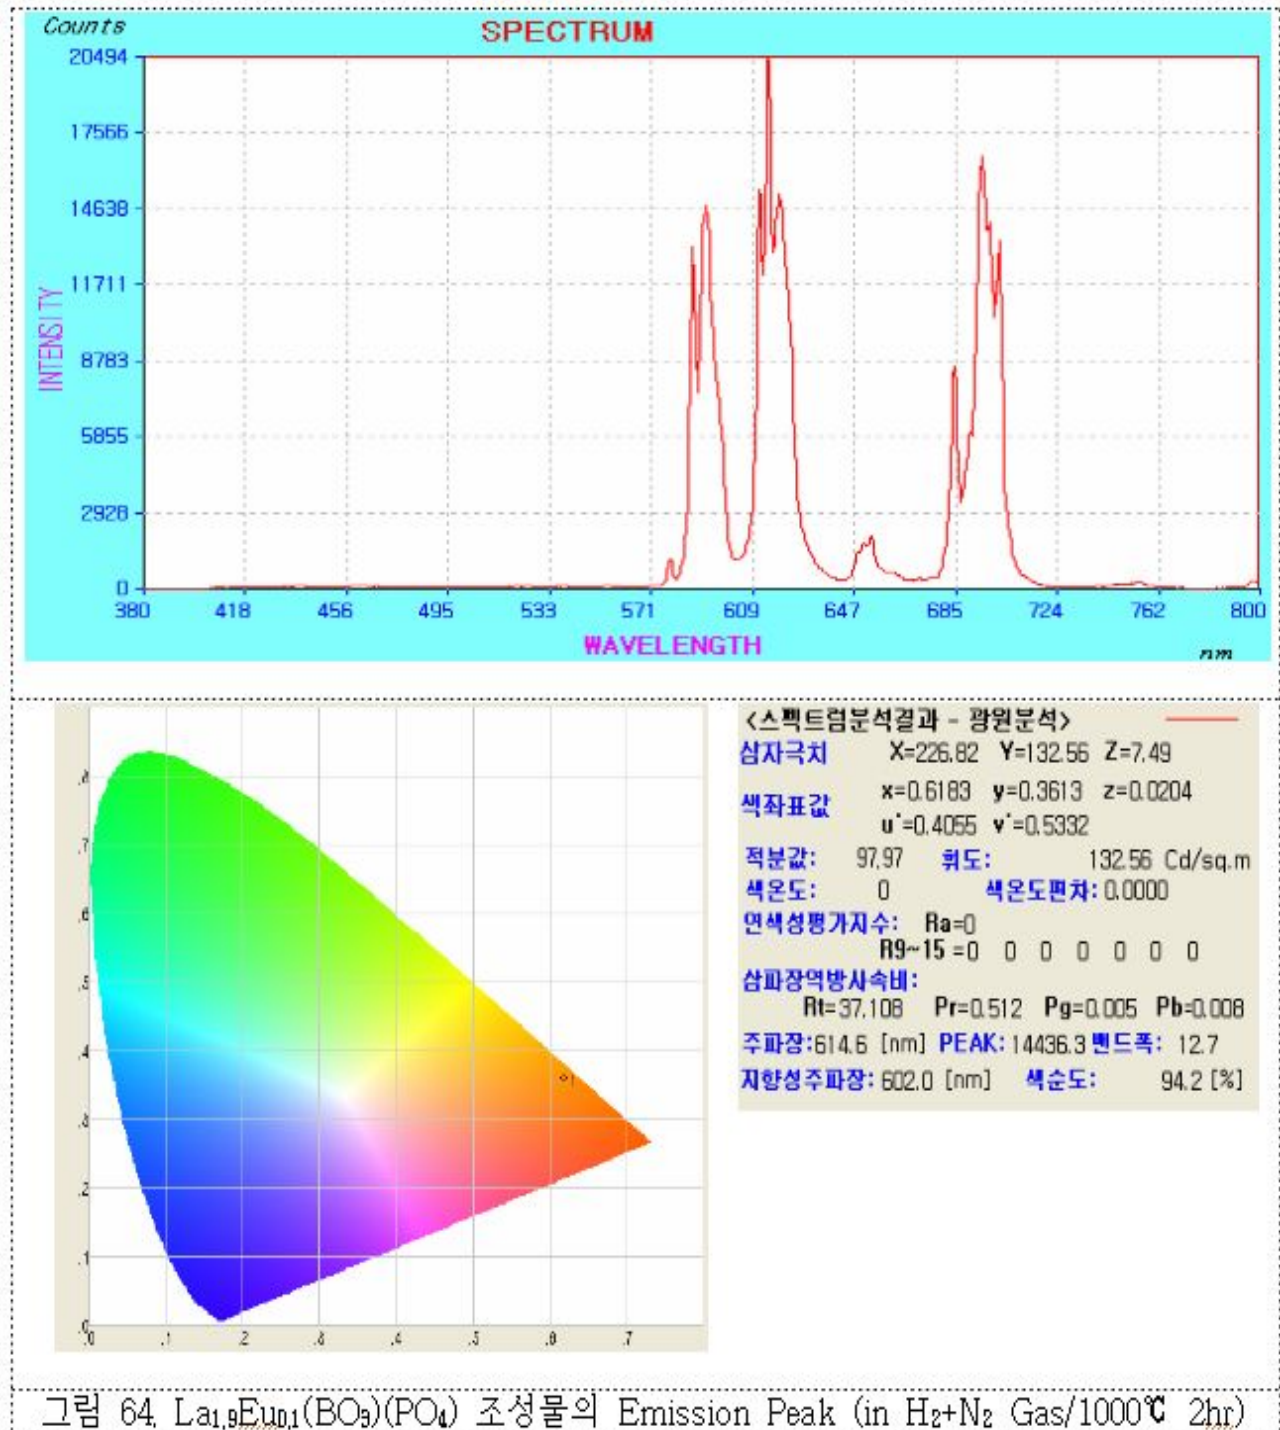 Counts
SPECTRUM
20494
17566
14638
11711
8783
5855
2928
0
INTENSITY
380 418 456 495 533 571 609 647 685 724 762 800
WAVELENGTH
nm
<스펙트럼분석결과 - 광원분석>
삼자극치 X=226.82 Y=132.56 Z=7.49
색좌표값 x=0.6183 y=0.3613 z=0.0204
u'=0.4055 v'=0.5332
적분값: 97.97 휘도: 132.56 Cd/sq.m
색온도: 0 색온도편차: 0.0000
연색성평가지수: Ra=0
R9~15 =0 0 0 0 0 0 0
삼파장역방사속비:
Rt=37.108 Pr=0.512 Pg=0.005 Pb=0.008
주파장:614.6 [nm] PEAK: 14436.3 밴드폭: 12.7
지향성주파장: 602.0 [nm] 색순도: 94.2 [%]
.8
.7
.6
.5
.4
.3
.2
.1
.0
.0 .1 .2 .3 .4 .5 .6 .7
그림 64. La₁.₉Eu₀.₁(BO₃)(PO₄) 조성물의 Emission Peak (in H₂+N₂ Gas/1000℃ 2hr)